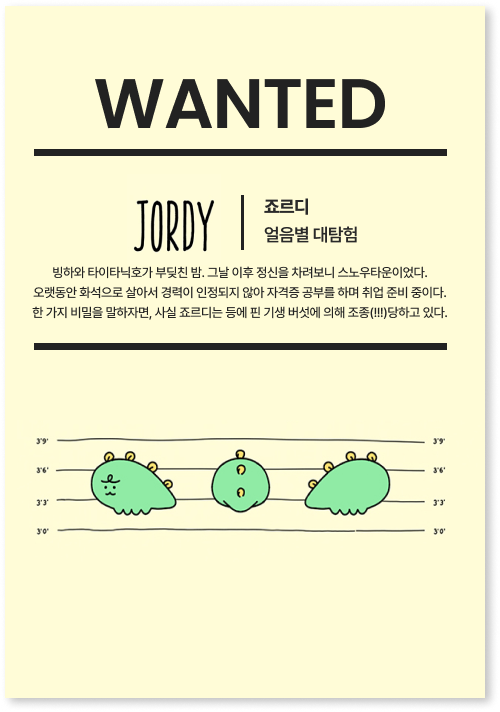 WANTED
JORDY
죠르디
얼음별 대탐험
빙하와 타이타닉호가 부딪친 밤. 그날 이후 정신을 차려보니 스노우타운이었다.
오랫동안 화석으로 살아서 경력이 인정되지 않아 자격증 공부를 하며 취업 준비 중이다.
한 가지 비밀을 말하자면, 사실 죠르디는 등에 핀 기생 버섯에 의해 조종(!!!)당하고 있다.
3'9' 3'9'
3'6' 3'6'
3'3' 3'3'
3'0' 3'0'